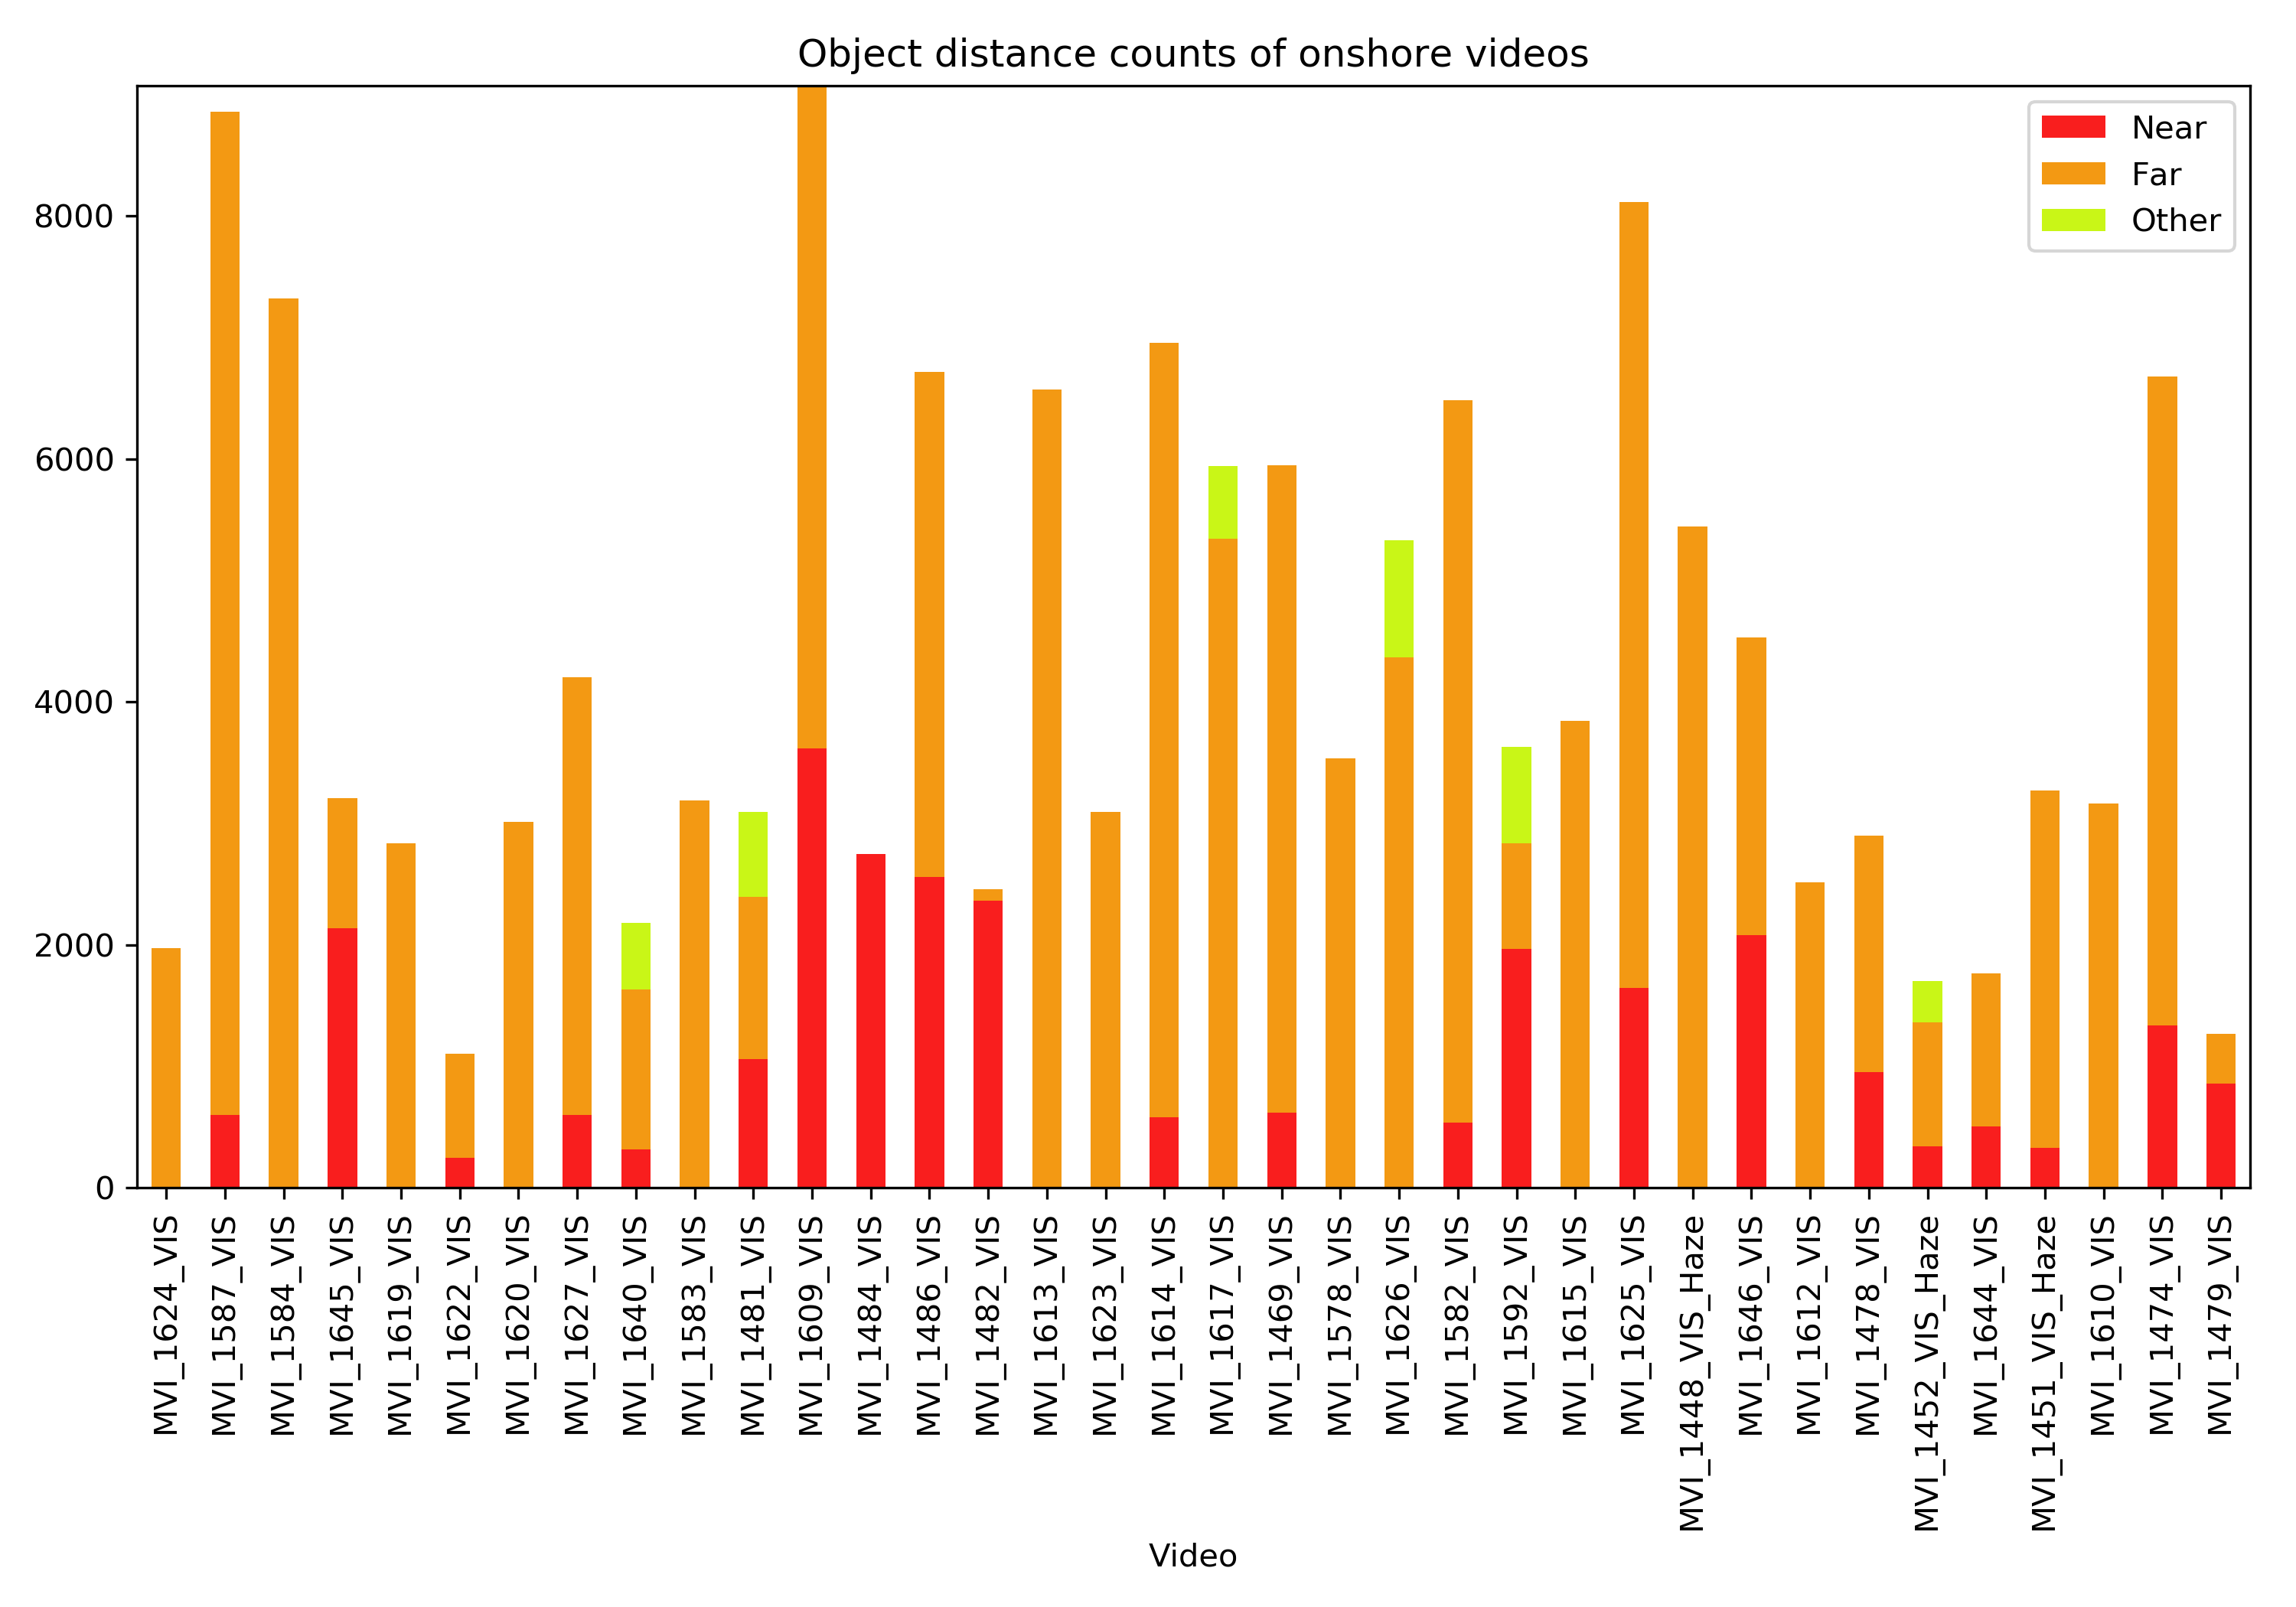 Object distance counts of onshore videos
Near
Far
Other
8000
6000
4000
2000
0
MVI_1624_VIS
MVI_1587_VIS
MVI_1584_VIS
MVI_1645_VIS
MVI_1619_VIS
MVI_1622_VIS
MVI_1620_VIS
MVI_1627_VIS
MVI_1640_VIS
MVI_1583_VIS
MVI_1481_VIS
MVI_1609_VIS
MVI_1484_VIS
MVI_1486_VIS
MVI_1482_VIS
MVI_1613_VIS
MVI_1623_VIS
MVI_1614_VIS
MVI_1617_VIS
MVI_1469_VIS
MVI_1578_VIS
MVI_1626_VIS
MVI_1582_VIS
MVI_1592_VIS
MVI_1615_VIS
MVI_1625_VIS
MVI_1448_VIS_Haze
MVI_1646_VIS
MVI_1612_VIS
MVI_1478_VIS
MVI_1452_VIS_Haze
MVI_1644_VIS
MVI_1451_VIS_Haze
MVI_1610_VIS
MVI_1474_VIS
MVI_1479_VIS
Video